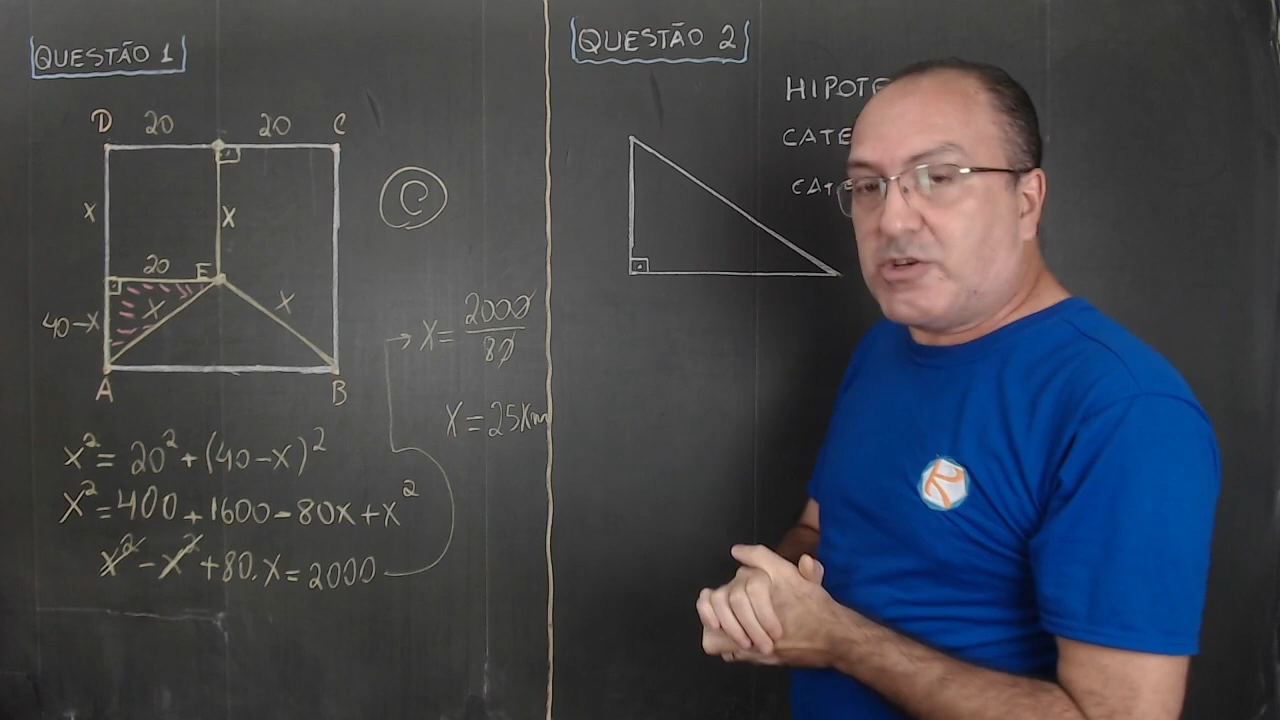 QUESTÃO 1
D 20 20 C
x
x
20
E
40-x
x
x
A
B
C
x² = 20² + (40-x)²
x² = 400 + 1600 - 80x + x²
x² - x² + 80.x = 2000
→ x = 2000/80
x = 25Km
QUESTÃO 2